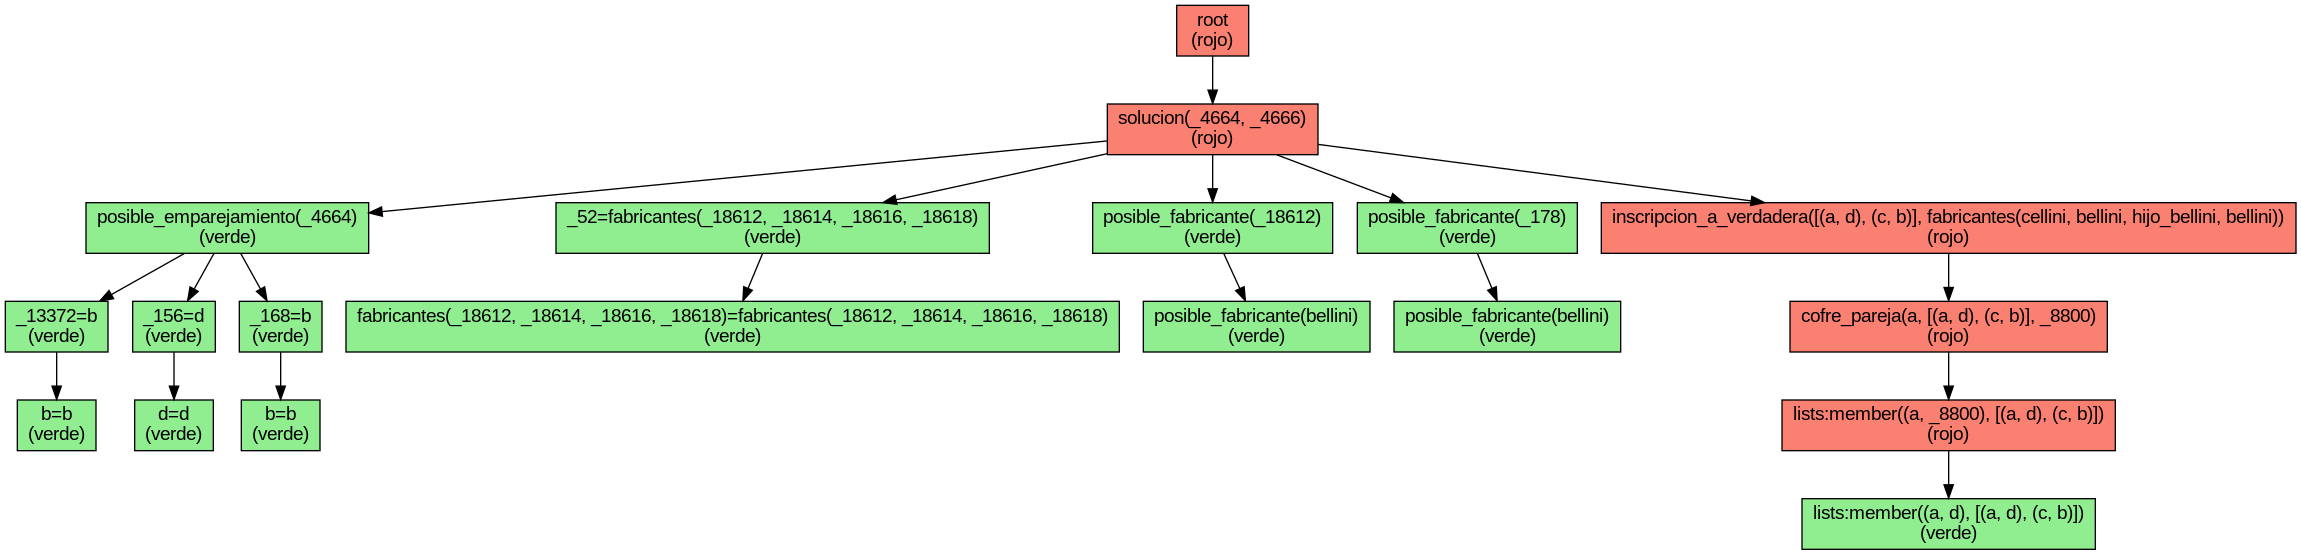 root
(rojo)
solucion(_4664, _4666)
(rojo)
posible_emparejamiento(_4664)
(verde)
_52=fabricantes(_18612, _18614, _18616, _18618)
(verde)
posible_fabricante(_18612)
(verde)
posible_fabricante(_178)
(verde)
inscripcion_a_verdadera([(a, d), (c, b)], fabricantes(cellini, bellini, hijo_bellini, bellini))
(rojo)
_13372=b
(verde)
_156=d
(verde)
_168=b
(verde)
fabricantes(_18612, _18614, _18616, _18618)=fabricantes(_18612, _18614, _18616, _18618)
(verde)
posible_fabricante(bellini)
(verde)
posible_fabricante(bellini)
(verde)
cofre_pareja(a, [(a, d), (c, b)], _8800)
(rojo)
b=b
(verde)
d=d
(verde)
b=b
(verde)
lists:member((a, _8800), [(a, d), (c, b)])
(rojo)
lists:member((a, d), [(a, d), (c, b)])
(verde)